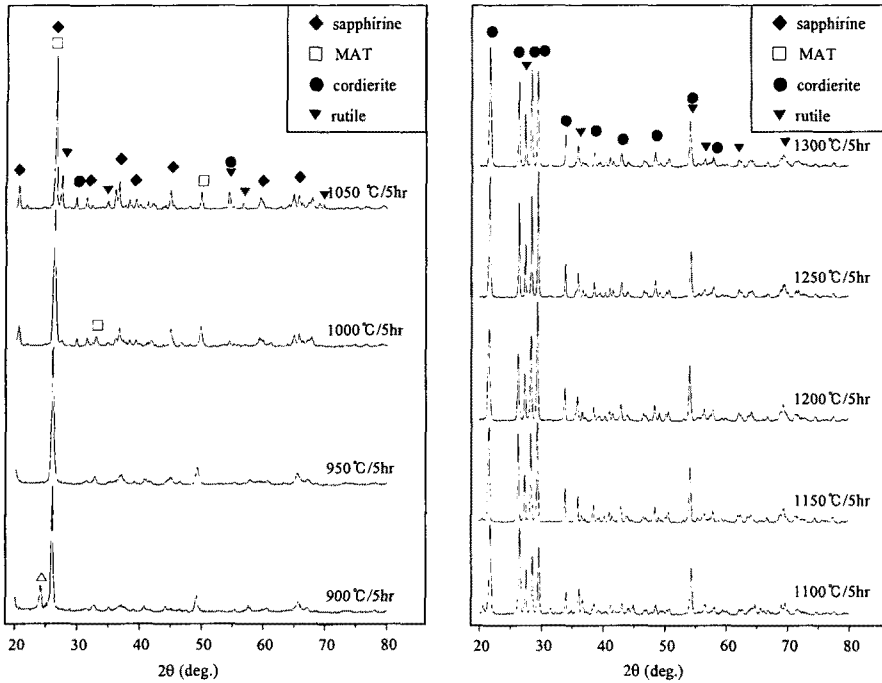 ◆ sapphirine
□ MAT
● cordierite
▼ rutile
1050 ℃/5hr
1000℃/5hr
950℃/5hr
900℃/5hr
20 30 40 50 60 70 80
2θ (deg.)
◆ sapphirine
□ MAT
● cordierite
▼ rutile
1300℃/5hr
1250℃/5hr
1200℃/5hr
1150℃/5hr
1100℃/5hr
20 30 40 50 60 70 80
2θ (deg.)